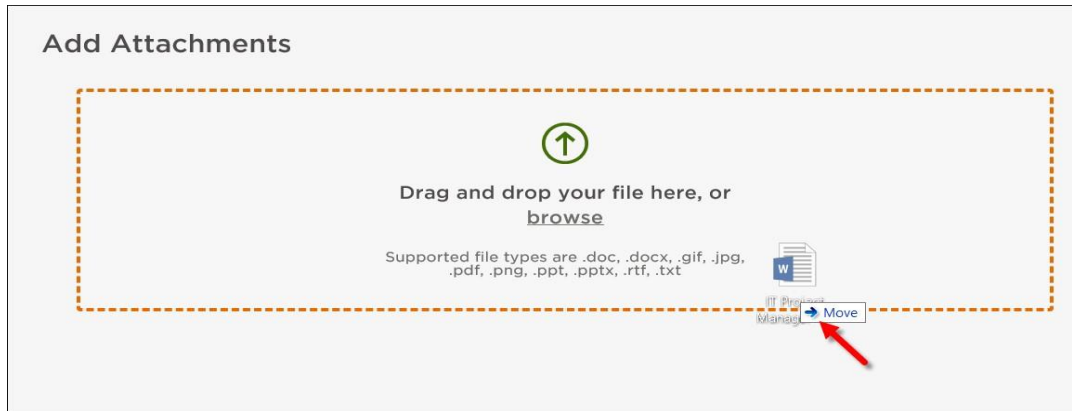 Add Attachments
Drag and drop your file here, or
browse
Supported file types are .doc, .docx, .gif, .jpg,
.pdf, .png, .ppt, .pptx, .rtf, .txt
W
IT
Move